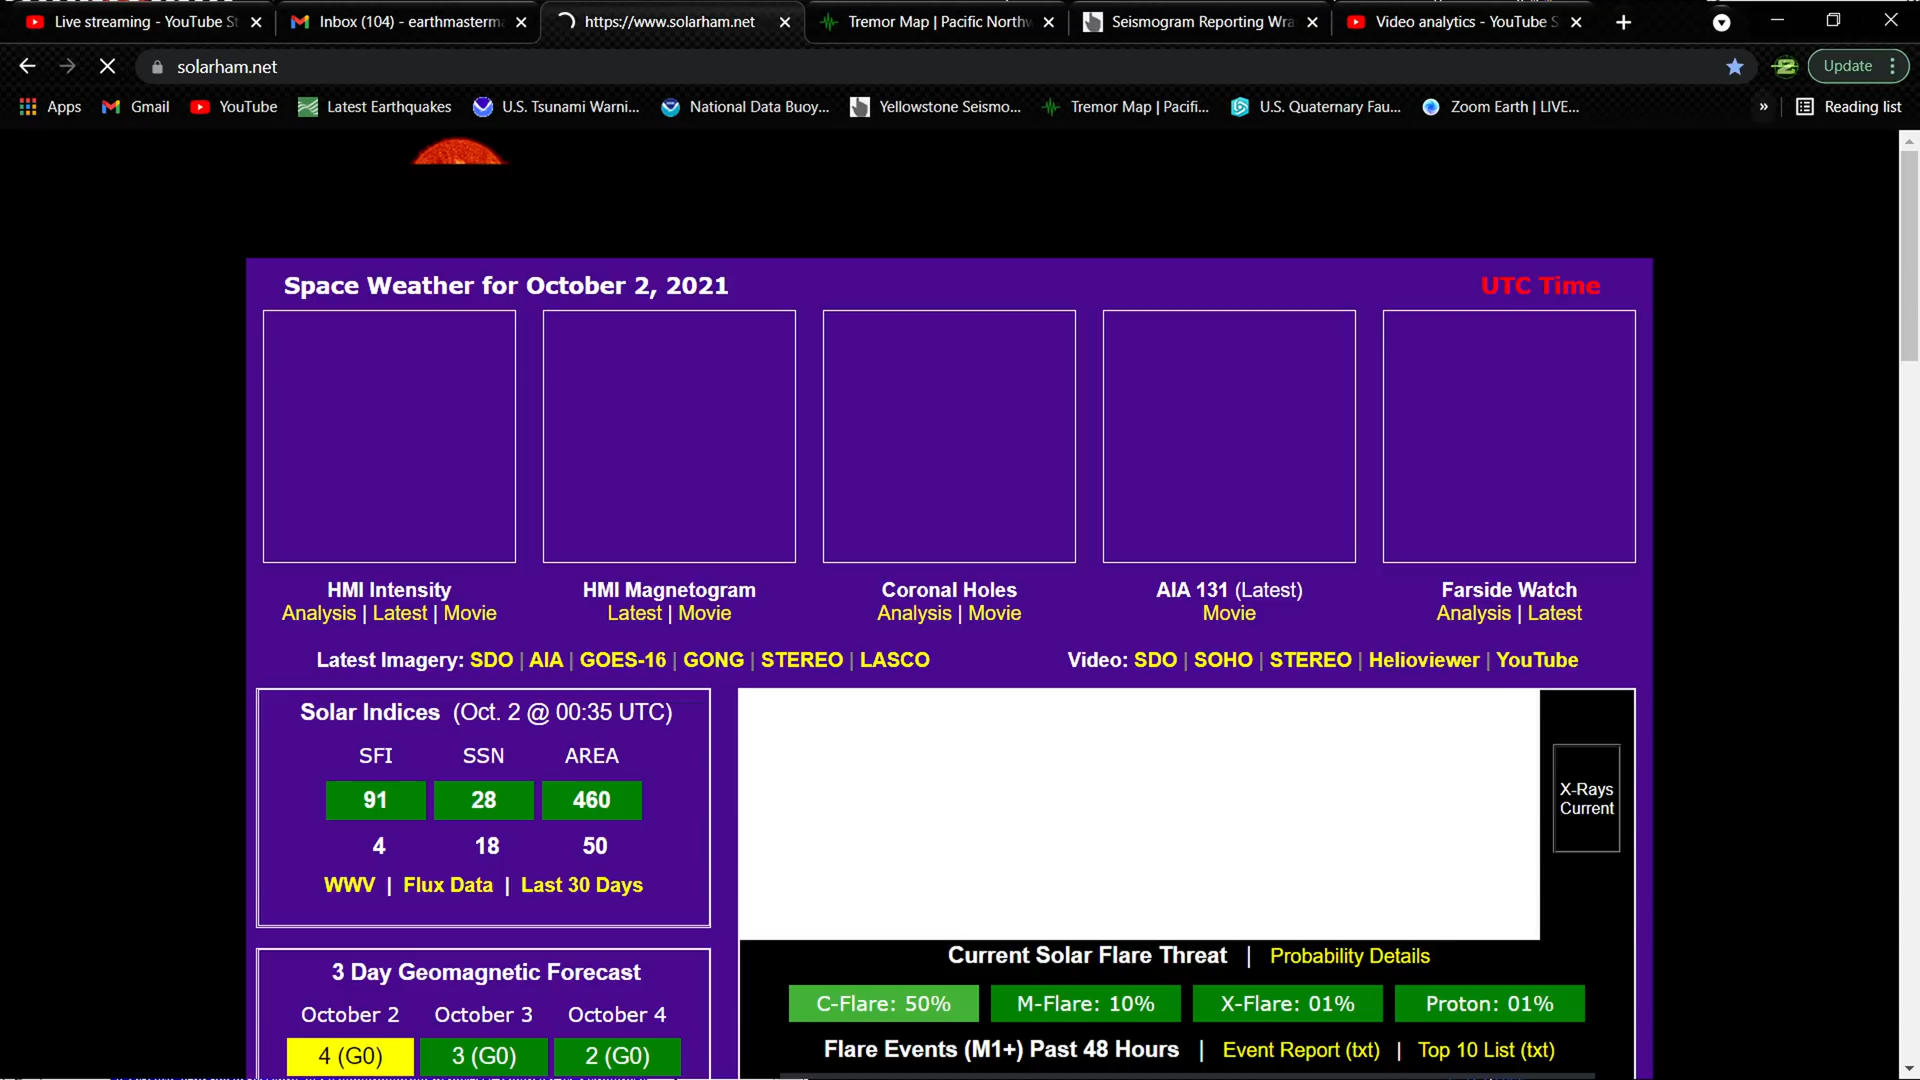 Live streaming - YouTube St
Inbox (104) - earthmasterma
https://www.solarham.net
Tremor Map | Pacific Northw
Seismogram Reporting Wra
Video analytics - YouTube S
solarham.net
Update
Apps
Gmail
YouTube
Latest Earthquakes
U.S. Tsunami Warni...
National Data Buoy...
Yellowstone Seismo...
Tremor Map | Pacifi...
U.S. Quaternary Fau...
Zoom Earth | LIVE...
»
Reading list
Space Weather for October 2, 2021
UTC Time
HMI Intensity
Analysis | Latest | Movie
HMI Magnetogram
Latest | Movie
Coronal Holes
Analysis | Movie
AIA 131 (Latest)
Movie
Farside Watch
Analysis | Latest
Latest Imagery: SDO | AIA | GOES-16 | GONG | STEREO | LASCO
Video: SDO | SOHO | STEREO | Helioviewer | YouTube
Solar Indices (Oct. 2 @ 00:35 UTC)
SFI SSN AREA
91 28 460
4 18 50
WWV | Flux Data | Last 30 Days
X-Rays
Current
3 Day Geomagnetic Forecast
October 2 October 3 October 4
4 (G0) 3 (G0) 2 (G0)
Current Solar Flare Threat | Probability Details
C-Flare: 50% M-Flare: 10% X-Flare: 01% Proton: 01%
Flare Events (M1+) Past 48 Hours | Event Report (txt) | Top 10 List (txt)